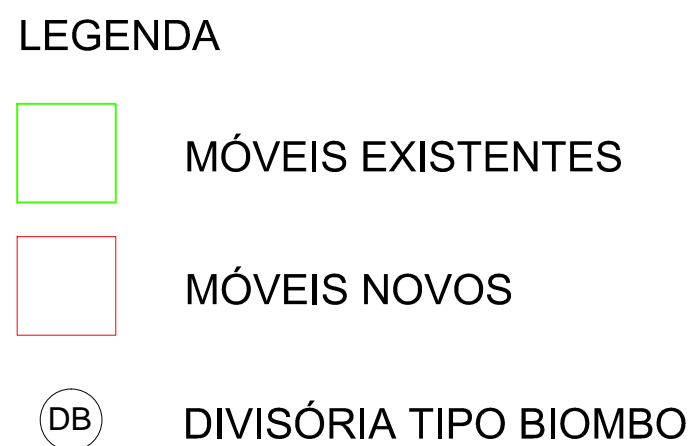 LEGENDA
MÓVEIS EXISTENTES
MÓVEIS NOVOS
DB DIVISÓRIA TIPO BIOMBO